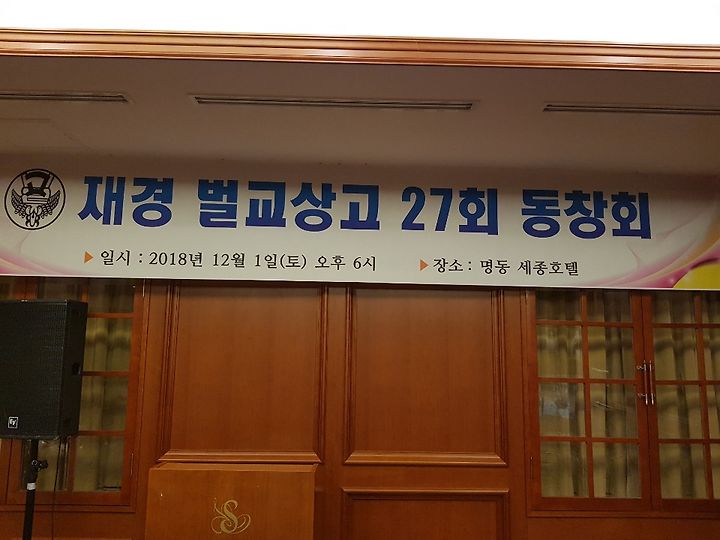 재경 벌교상고 27회 동창회
▶ 일시 : 2018년 12월 1일(토) 오후 6시 ▶ 장소 : 명동 세종호텔